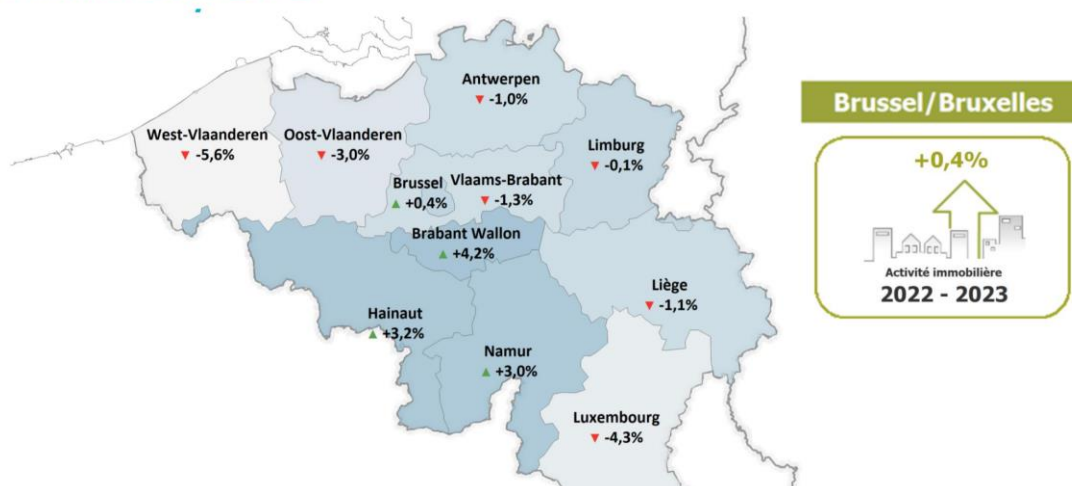 Antwerpen
▼ -1,0%
West-Vlaanderen
▼ -5,6%
Oost-Vlaanderen
▼ -3,0%
Limburg
▼ -0,1%
Brussel
▲ +0,4%
Vlaams-Brabant
▼ -1,3%
Brabant Wallon
▲ +4,2%
Liège
▼ -1,1%
Hainaut
▲ +3,2%
Namur
▲ +3,0%
Luxembourg
▼ -4,3%
Brussel/Bruxelles
+0,4%
Activité immobilière
2022 - 2023